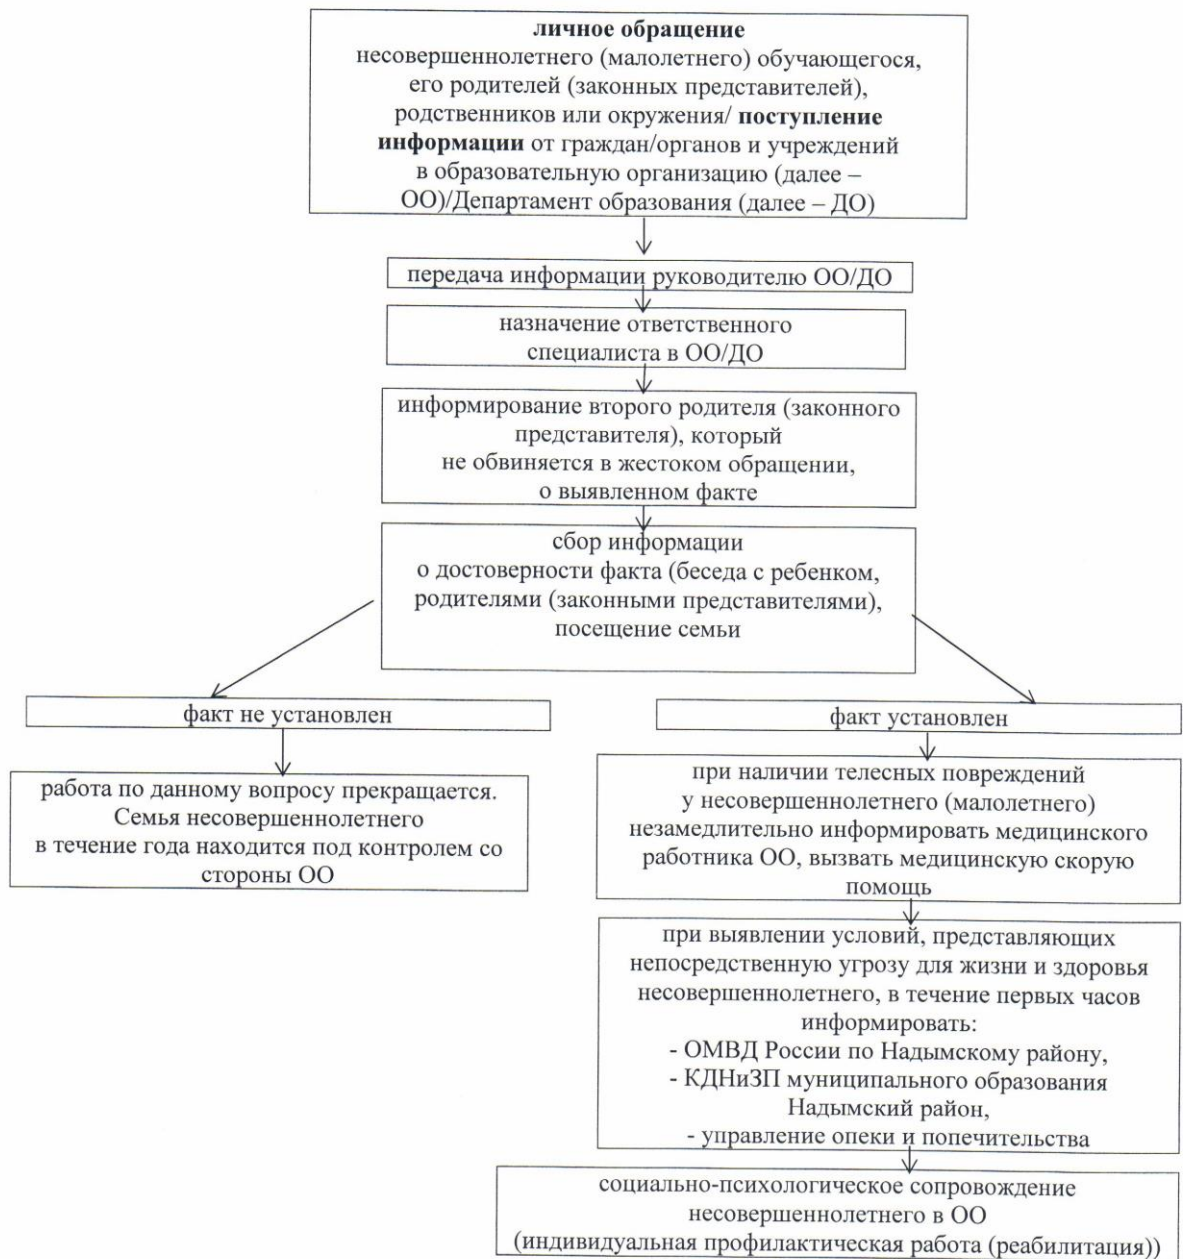 личное обращение
несовершеннолетнего (малолетнего) обучающегося,
его родителей (законных представителей),
родственников или окружения/ поступление
информации от граждан/органов и учреждений
в образовательную организацию (далее –
ОО)/Департамент образования (далее – ДО)
передача информации руководителю ОО/ДО
назначение ответственного
специалиста в ОО/ДО
информирование второго родителя (законного
представителя), который
не обвиняется в жестоком обращении,
о выявленном факте
сбор информации
о достоверности факта (беседа с ребенком,
родителями (законными представителями),
посещение семьи
факт не установлен
работа по данному вопросу прекращается.
Семья несовершеннолетнего
в течение года находится под контролем со
стороны ОО
факт установлен
при наличии телесных повреждений
у несовершеннолетнего (малолетнего)
незамедлительно информировать медицинского
работника ОО, вызвать медицинскую скорую
помощь
при выявлении условий, представляющих
непосредственную угрозу для жизни и здоровья
несовершеннолетнего, в течение первых часов
информировать:
- ОМВД России по Надымскому району,
- КДНиЗП муниципального образования
Надымский район,
- управление опеки и попечительства
социально-психологическое сопровождение
несовершеннолетнего в ОО
(индивидуальная профилактическая работа (реабилитация))